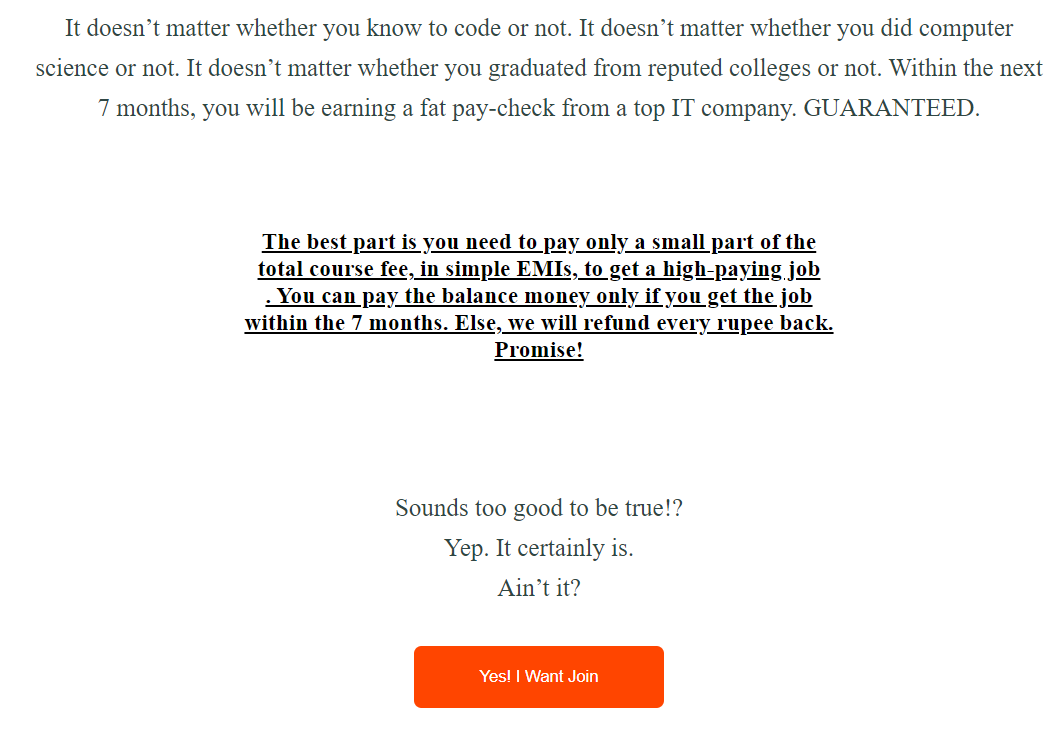 It doesn’t matter whether you know to code or not. It doesn’t matter whether you did computer
science or not. It doesn’t matter whether you graduated from reputed colleges or not. Within the next
7 months, you will be earning a fat pay-check from a top IT company. GUARANTEED.
The best part is you need to pay only a small part of the
total course fee, in simple EMIs, to get a high-paying job
. You can pay the balance money only if you get the job
within the 7 months. Else, we will refund every rupee back.
Promise!
Sounds too good to be true!?
Yep. It certainly is.
Ain’t it?
Yes! I Want Join